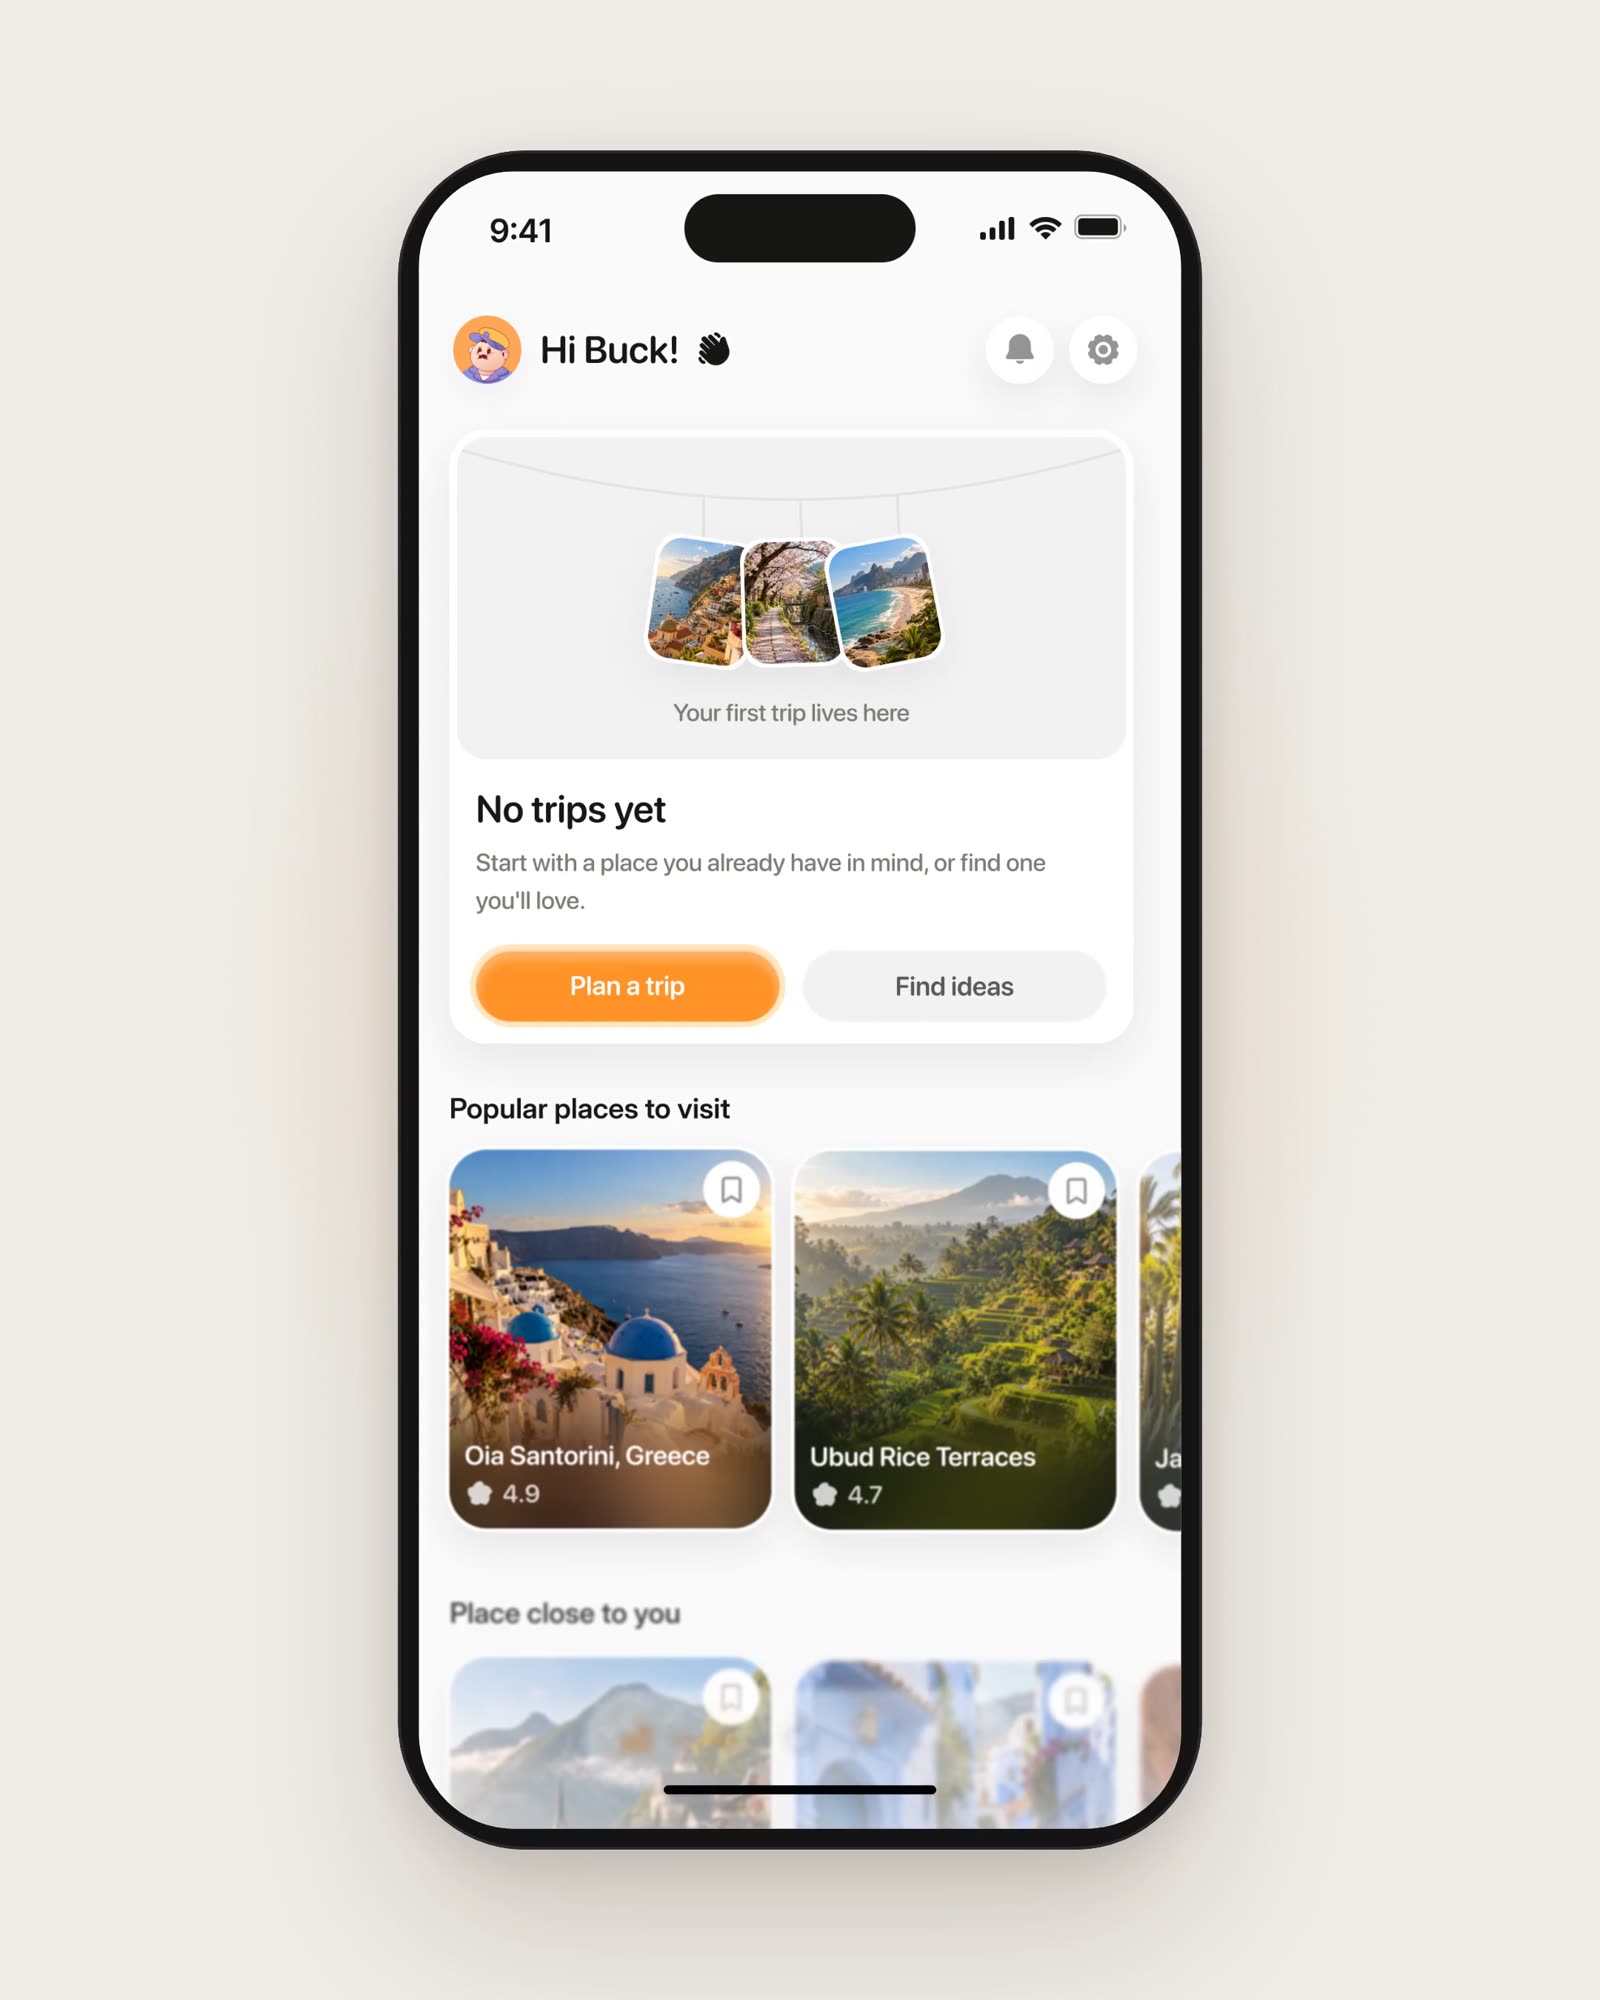 9:41
Hi Buck!
Your first trip lives here
No trips yet
Start with a place you already have in mind, or find one
you'll love.
Plan a trip
Find ideas
Popular places to visit
Oia Santorini, Greece
4.9
Ubud Rice Terraces
4.7
Ja
Place close to you